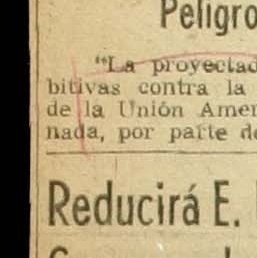 Peligro
"La proyectad
bitivas contra la
de la Unión Amer
nada, por parte de
Reducirá E.